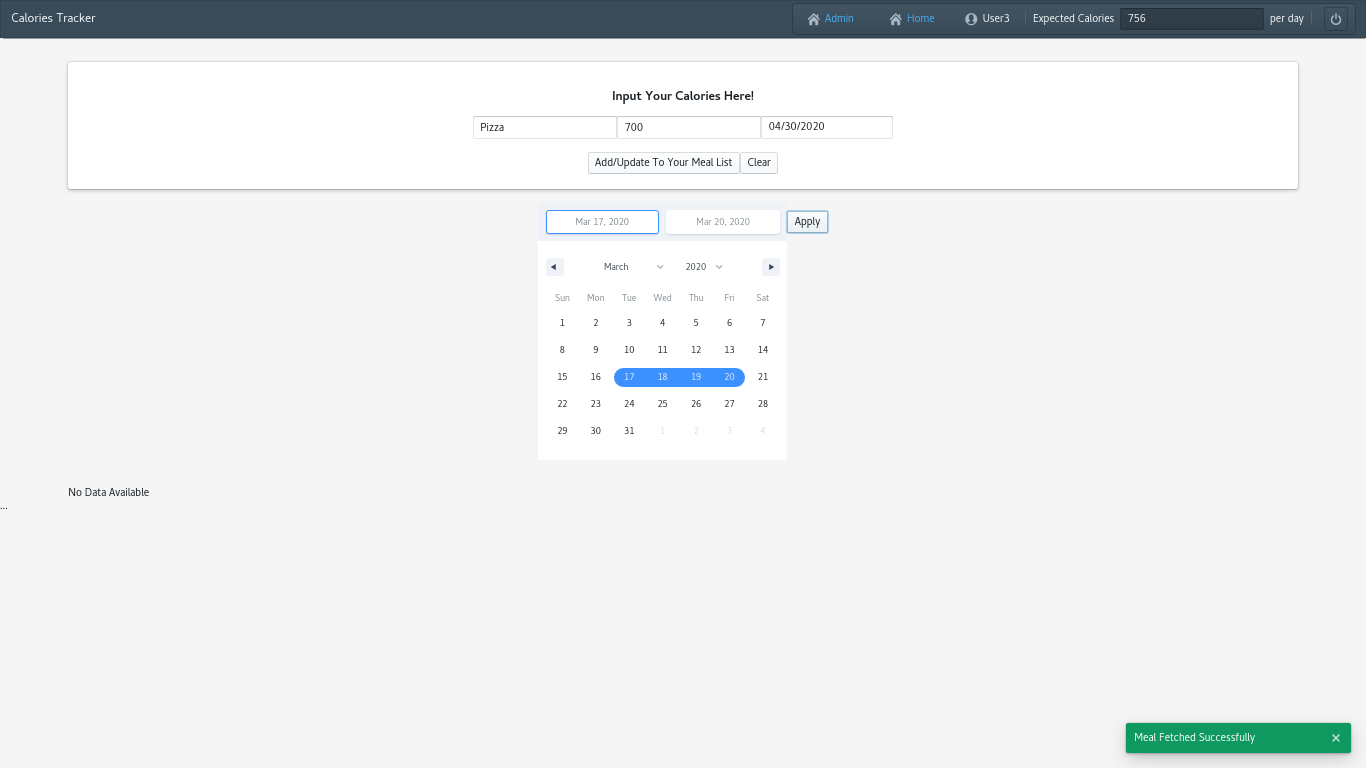 Calories Tracker Admin Home User3 Expected Calories 756 per day
Input Your Calories Here!
Pizza 700 04/30/2020
Add/Update To Your Meal List Clear
Mar 17, 2020 Mar 20, 2020 Apply
March 2020
Sun Mon Tue Wed Thu Fri Sat
1 2 3 4 5 6 7
8 9 10 11 12 13 14
15 16 17 18 19 20 21
22 23 24 25 26 27 28
29 30 31 1 2 3 4
No Data Available
...
Meal Fetched Successfully